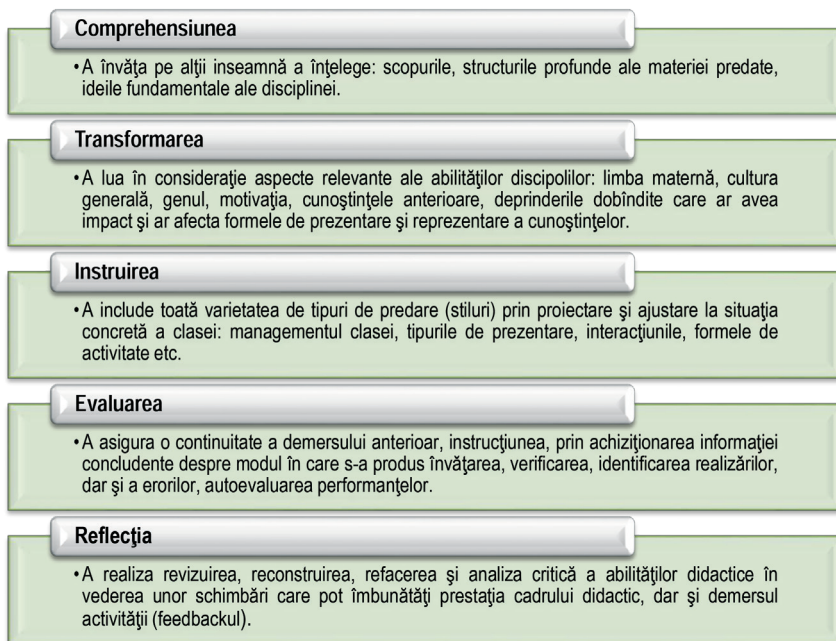 Comprehensiunea
•A învăţa pe alţii inseamnă a înţelege: scopurile, structurile profunde ale materiei predate,
ideile fundamentale ale disciplinei.
Transformarea
•A lua în consideraţie aspecte relevante ale abilităţilor discipolilor: limba maternă, cultura
generală, genul, motivaţia, cunoştinţele anterioare, deprinderile dobîndite care ar avea
impact şi ar afecta formele de prezentare şi reprezentare a cunoştinţelor.
Instruirea
•A include toată varietatea de tipuri de predare (stiluri) prin proiectare şi ajustare la situaţia
concretă a clasei: managementul clasei, tipurile de prezentare, interacţiunile, formele de
activitate etc.
Evaluarea
•A asigura o continuitate a demersului anterioar, instrucţiunea, prin achiziţionarea informaţiei
concludente despre modul în care s-a produs învăţarea, verificarea, identificarea realizărilor,
dar şi a erorilor, autoevaluarea performanţelor.
Reflecţia
•A realiza revizuirea, reconstruirea, refacerea şi analiza critică a abilităţilor didactice în
vederea unor schimbări care pot îmbunătăţi prestaţia cadrului didactic, dar şi demersul
activităţii (feedbackul).